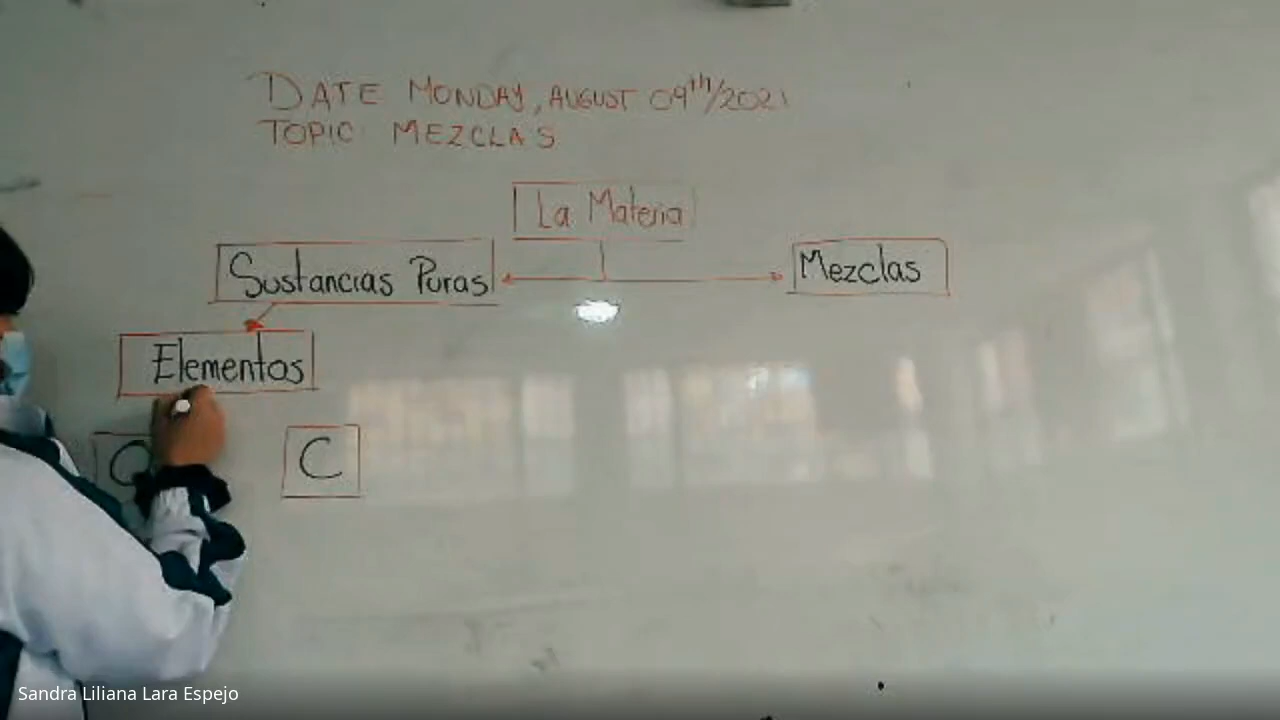 DATE MONDAY, AUGUST 09th/2021
TOPIC MEZCLAS
La Materia
Sustancias Puras
Mezclas
Elementos
C
Sandra Liliana Lara Espejo